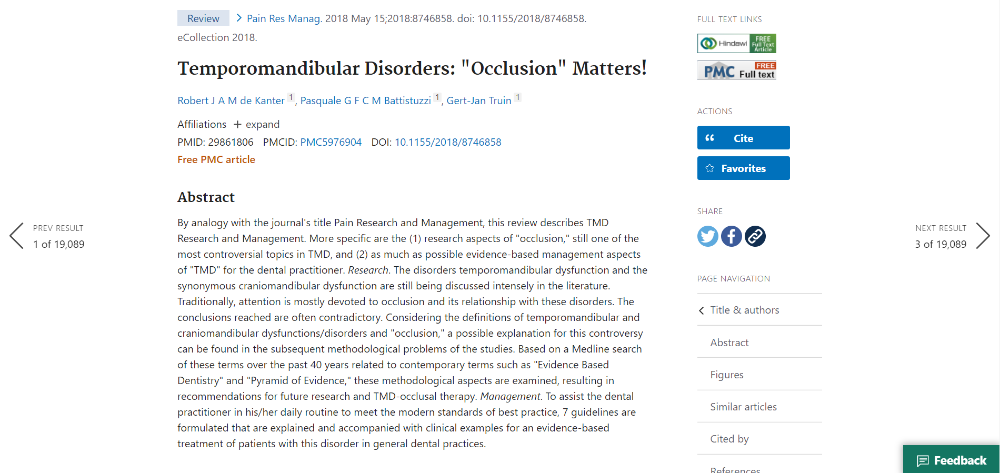 Review > Pain Res Manag. 2018 May 15;2018:8746858. doi: 10.1155/2018/8746858.
eCollection 2018.
Temporomandibular Disorders: "Occlusion" Matters!
Robert J A M de Kanter 1, Pasquale G F C M Battistuzzi 1, Gert-Jan Truin 1
Affiliations + expand
PMID: 29861806 PMCID: PMC5976904 DOI: 10.1155/2018/8746858
Free PMC article
Abstract
By analogy with the journal's title Pain Research and Management, this review describes TMD
Research and Management. More specific are the (1) research aspects of "occlusion," still one of the
most controversial topics in TMD, and (2) as much as possible evidence-based management aspects
of "TMD" for the dental practitioner. Research. The disorders temporomandibular dysfunction and the
synonymous craniomandibular dysfunction are still being discussed intensely in the literature.
Traditionally, attention is mostly devoted to occlusion and its relationship with these disorders. The
conclusions reached are often contradictory. Considering the definitions of temporomandibular and
craniomandibular dysfunctions/disorders and "occlusion," a possible explanation for this controversy
can be found in the subsequent methodological problems of the studies. Based on a Medline search
of these terms over the past 40 years related to contemporary terms such as "Evidence Based
Dentistry" and "Pyramid of Evidence," these methodological aspects are examined, resulting in
recommendations for future research and TMD-occlusal therapy. Management. To assist the dental
practitioner in his/her daily routine to meet the modern standards of best practice, 7 guidelines are
formulated that are explained and accompanied with clinical examples for an evidence-based
treatment of patients with this disorder in general dental practices.
PREV RESULT
1 of 19,089
FULL TEXT LINKS
Hindawi FREE
Full Text
Article
PMC FREE
Full text
ACTIONS
Cite
Favorites
SHARE
NEXT RESULT
3 of 19,089
PAGE NAVIGATION
Title & authors
Abstract
Figures
Similar articles
Cited by
References
Feedback